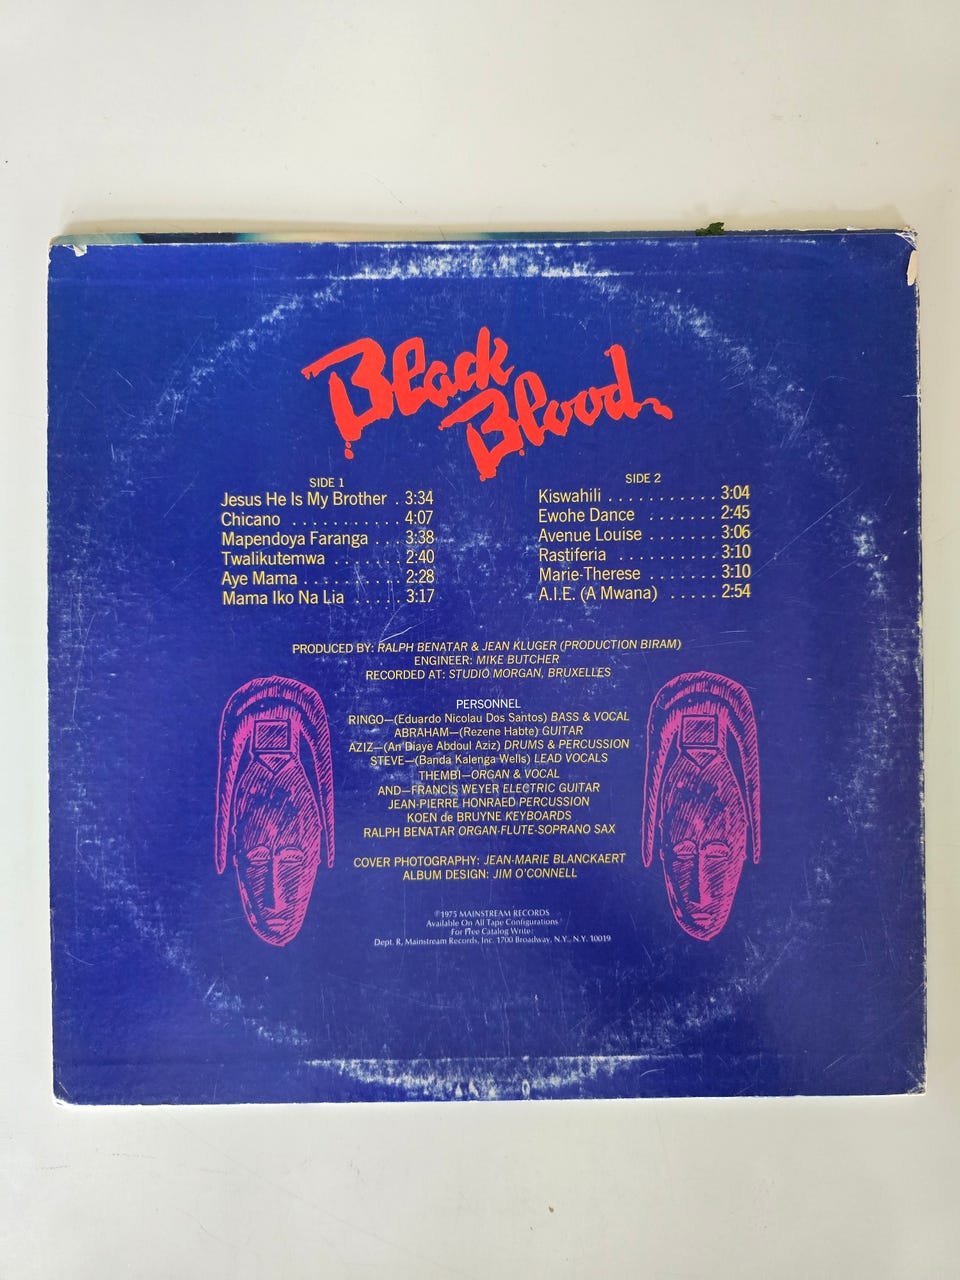 Black
Blood
SIDE 1
Jesus He Is My Brother . 3:34
Chicano . . . . . . . . . . . 4:07
Mapendoya Faranga . . . 3:38
Twalikutemwa . . . . . . . 2:40
Aye Mama . . . . . . . . . . 2:28
Mama Iko Na Lia . . . . . 3:17
SIDE 2
Kiswahili . . . . . . . . . . . 3:04
Ewohe Dance . . . . . . . 2:45
Avenue Louise . . . . . . . 3:06
Rastiferia . . . . . . . . . . 3:10
Marie-Therese . . . . . . . 3:10
A.I.E. (A Mwana) . . . . . 2:54
PRODUCED BY: RALPH BENATAR & JEAN KLUGER (PRODUCTION BIRAM)
ENGINEER: MIKE BUTCHER
RECORDED AT: STUDIO MORGAN, BRUXELLES
PERSONNEL
RINGO—(Eduardo Nicolau Dos Santos) BASS & VOCAL
ABRAHAM—(Rezene Habte) GUITAR
AZIZ—(An'Diaye Abdoul Aziz) DRUMS & PERCUSSION
STEVE—(Banda Kalenga Wells) LEAD VOCALS
THEMBI—ORGAN & VOCAL
AND—FRANCIS WEYER ELECTRIC GUITAR
JEAN-PIERRE HONRAED PERCUSSION
KOEN de BRUYNE KEYBOARDS
RALPH BENATAR ORGAN-FLUTE-SOPRANO SAX
COVER PHOTOGRAPHY: JEAN-MARIE BLANCKAERT
ALBUM DESIGN: JIM O'CONNELL
℗1975 MAINSTREAM RECORDS
Available On All Tape Configurations
For Free Catalog Write:
Dept. R, Mainstream Records, Inc. 1700 Broadway, N.Y., N.Y. 10019